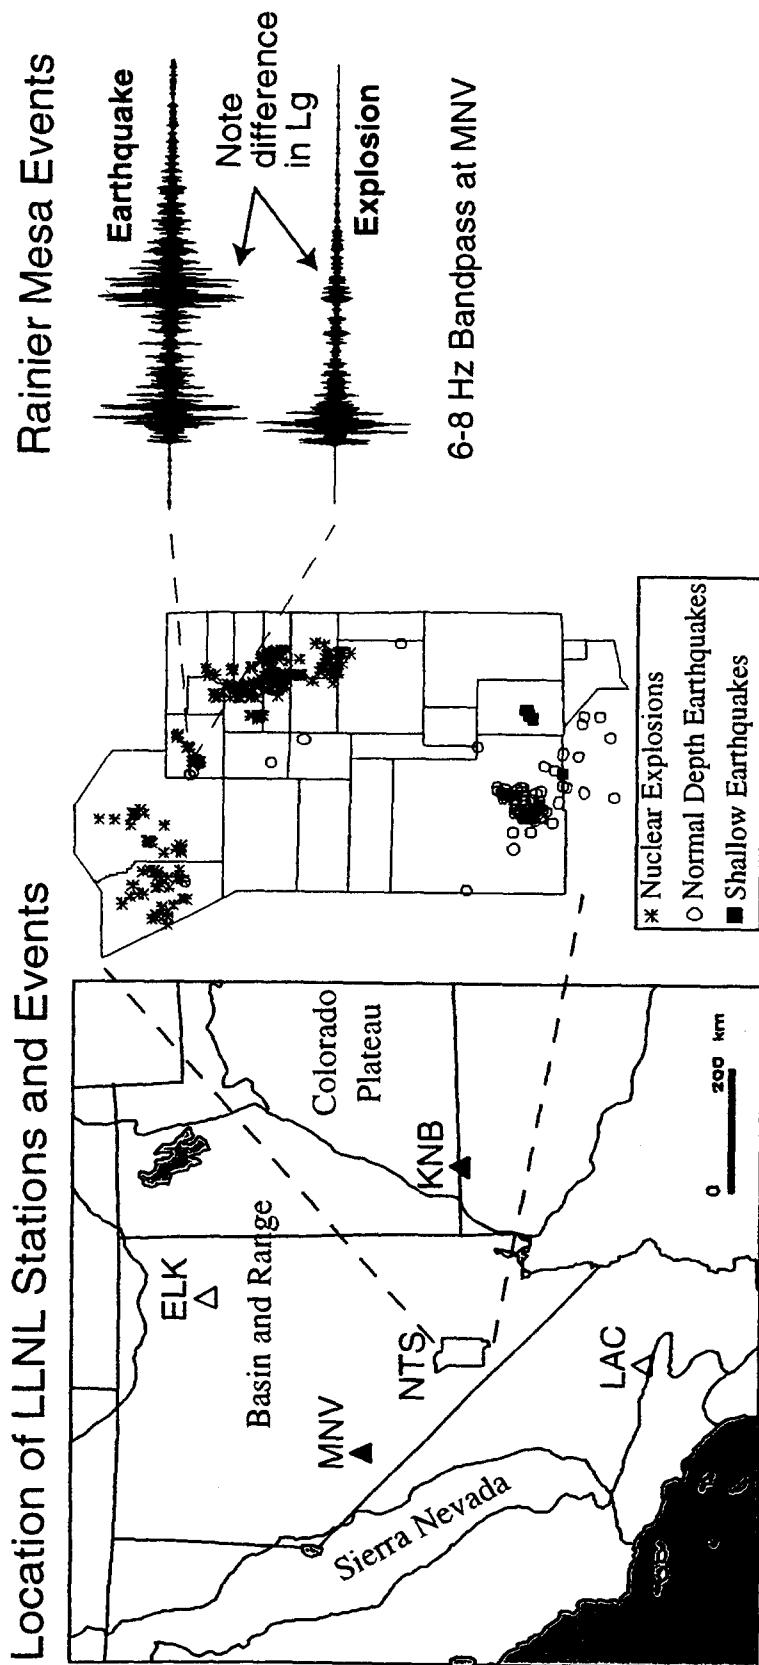 Location of LLNL Stations and Events
Rainier Mesa Events
ELK
Basin and Range
MNV
NTS
KNB
Colorado
Plateau
Sierra Nevada
LAC
0
200 km
Nuclear Explosions
Normal Depth Earthquakes
Shallow Earthquakes
Earthquake
Note
difference
in Lg
Explosion
6-8 Hz Bandpass at MNV